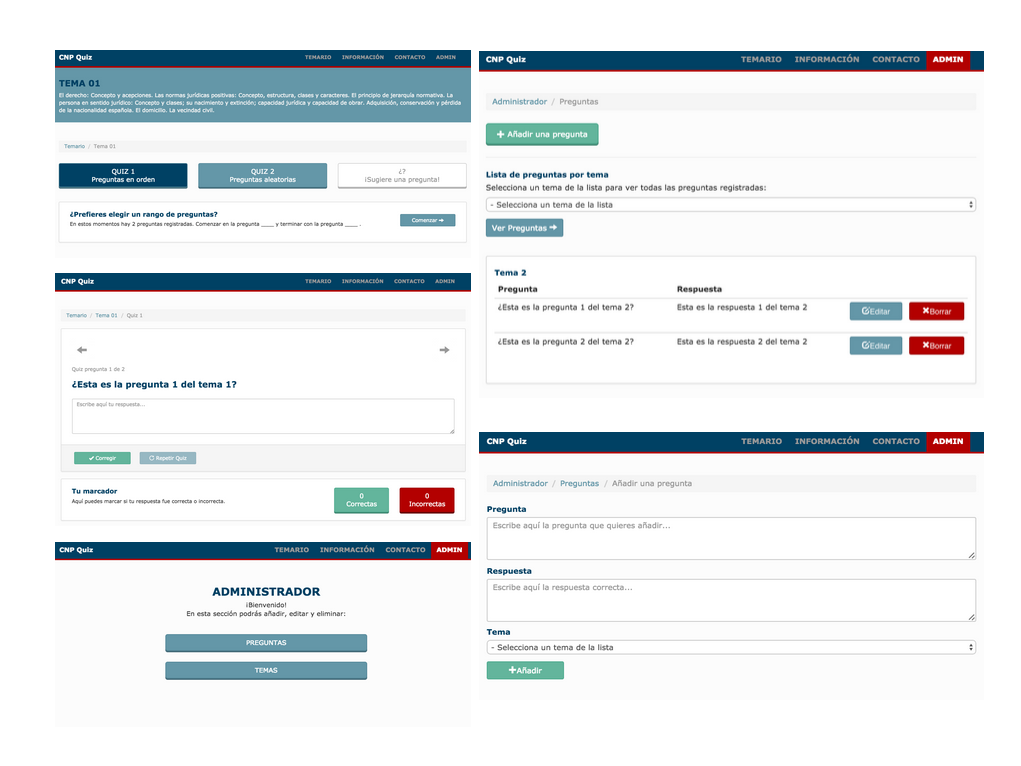 CNP Quiz TEMARIO INFORMACIÓN CONTACTO ADMIN
TEMA 01
El derecho: Concepto y acepciones. Las normas jurídicas positivas: Concepto, estructura, clases y caracteres. El principio de jerarquía normativa. La
persona en sentido jurídico: Concepto y clases; su nacimiento y extinción; capacidad jurídica y capacidad de obrar. Adquisición, conservación y pérdida
de la nacionalidad española. El domicilio. La vecindad civil.
Temario / Tema 01
QUIZ 1
Preguntas en orden
QUIZ 2
Preguntas aleatorias
¿?
¡Sugiere una pregunta!
¿Prefieres elegir un rango de preguntas?
En estos momentos hay 2 preguntas registradas. Comenzar en la pregunta ____ y terminar con la pregunta ____ .
Comenzar
CNP Quiz TEMARIO INFORMACIÓN CONTACTO ADMIN
Temario / Tema 01 / Quiz 1
Quiz pregunta 1 de 2
¿Esta es la pregunta 1 del tema 1?
Escribe aquí tu respuesta...
Corregir Repetir Quiz
Tu marcador
Aquí puedes marcar si tu respuesta fue correcta o incorrecta.
0
Correctas
0
Incorrectas
CNP Quiz TEMARIO INFORMACIÓN CONTACTO ADMIN
ADMINISTRADOR
¡Bienvenido!
En esta sección podrás añadir, editar y eliminar:
PREGUNTAS
TEMAS
CNP Quiz TEMARIO INFORMACIÓN CONTACTO ADMIN
Administrador / Preguntas
Añadir una pregunta
Lista de preguntas por tema
Selecciona un tema de la lista para ver todas las preguntas registradas:
- Selecciona un tema de la lista
Ver Preguntas
Tema 2
Pregunta Respuesta
¿Esta es la pregunta 1 del tema 2? Esta es la respuesta 1 del tema 2 Editar Borrar
¿Esta es la pregunta 2 del tema 2? Esta es la respuesta 2 del tema 2 Editar Borrar
CNP Quiz TEMARIO INFORMACIÓN CONTACTO ADMIN
Administrador / Preguntas / Añadir una pregunta
Pregunta
Escribe aquí la pregunta que quieres añadir...
Respuesta
Escribe aquí la respuesta correcta...
Tema
- Selecciona un tema de la lista
Añadir